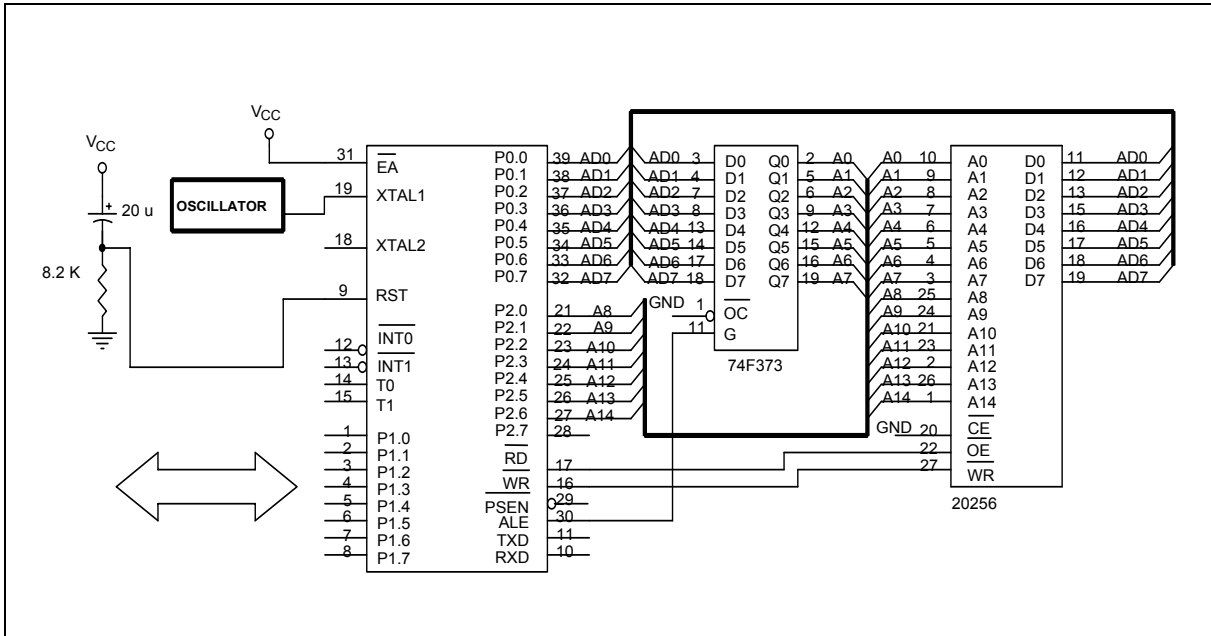 VCC
VCC
+
20 u
8.2 K
OSCILLATOR
31 EA
19 XTAL1
18 XTAL2
9 RST
12 INT0
13 INT1
14 T0
15 T1
1 P1.0
2 P1.1
3 P1.2
4 P1.3
5 P1.4
6 P1.5
7 P1.6
8 P1.7
P0.0 39 AD0
P0.1 38 AD1
P0.2 37 AD2
P0.3 36 AD3
P0.4 35 AD4
P0.5 34 AD5
P0.6 33 AD6
P0.7 32 AD7
P2.0 21 A8
P2.1 22 A9
P2.2 23 A10
P2.3 24 A11
P2.4 25 A12
P2.5 26 A13
P2.6 27 A14
P2.7 28
RD 17
WR 16
PSEN 29
ALE 30
TXD 11
RXD 10
AD0 3 D0 Q0 2 A0
AD1 4 D1 Q1 5 A1
AD2 7 D2 Q2 6 A2
AD3 8 D3 Q3 9 A3
AD4 13 D4 Q4 12 A4
AD5 14 D5 Q5 15 A5
AD6 17 D6 Q6 16 A6
AD7 18 D7 Q7 19 A7
GND 1 OC
11 G
74F373
A0 10 A0 D0 11 AD0
A1 9 A1 D1 12 AD1
A2 8 A2 D2 13 AD2
A3 7 A3 D3 15 AD3
A4 6 A4 D4 16 AD4
A5 5 A5 D5 17 AD5
A6 4 A6 D6 18 AD6
A7 3 A7 D7 19 AD7
A8 25 A8
A9 24 A9
A10 21 A10
A11 23 A11
A12 2 A12
A13 26 A13
A14 1 A14
GND 20 CE
22 OE
27 WR
20256